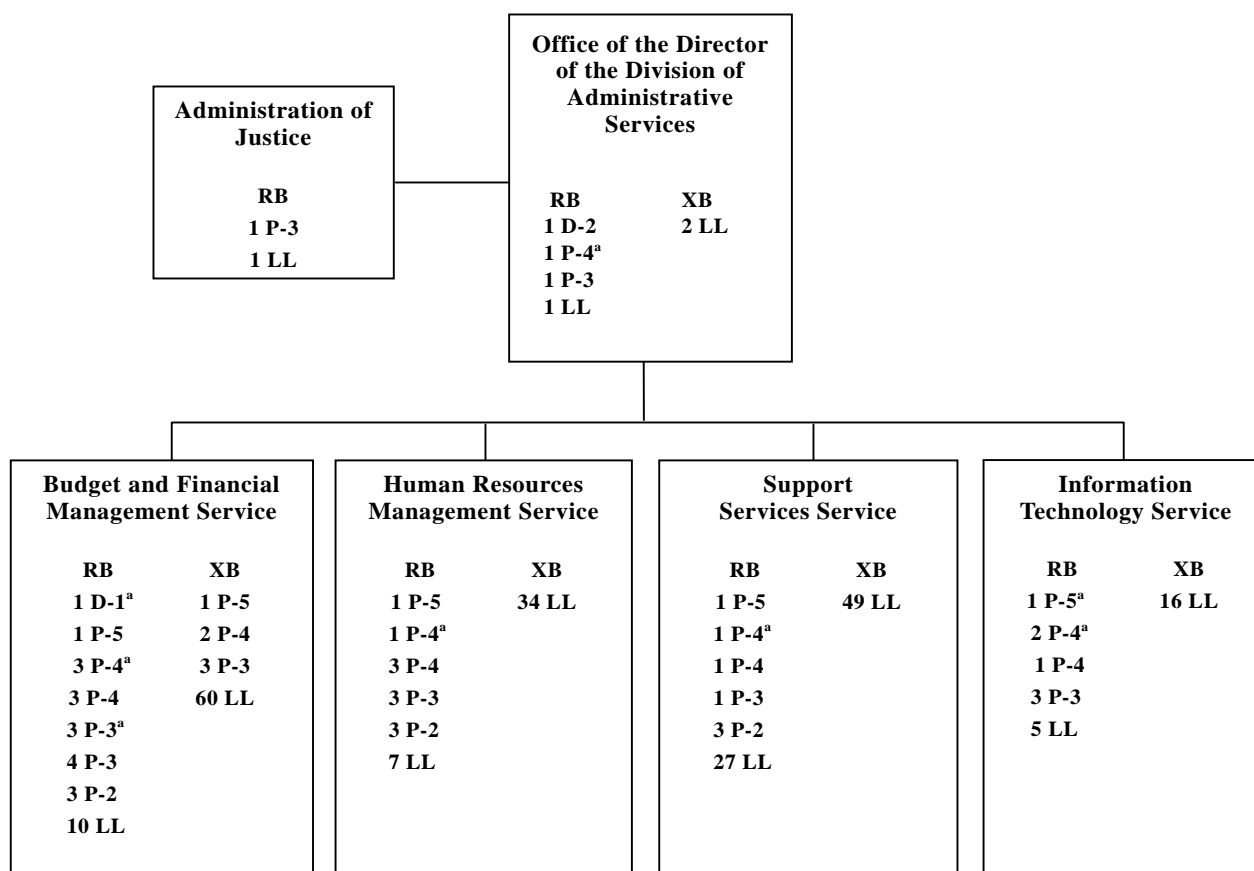 Office of the Director
of the Division of
Administrative
Services
RB XB
1 D-2 2 LL
1 P-4ᵃ
1 P-3
1 LL
Administration of
Justice
RB
1 P-3
1 LL
Budget and Financial
Management Service
RB XB
1 D-1ᵃ 1 P-5
1 P-5 2 P-4
3 P-4ᵃ 3 P-3
3 P-4 60 LL
3 P-3ᵃ
4 P-3
3 P-2
10 LL
Human Resources
Management Service
RB XB
1 P-5 34 LL
1 P-4ᵃ
3 P-4
3 P-3
3 P-2
7 LL
Support
Services Service
RB XB
1 P-5 49 LL
1 P-4ᵃ
1 P-4
1 P-3
3 P-2
27 LL
Information
Technology Service
RB XB
1 P-5ᵃ 16 LL
2 P-4ᵃ
1 P-4
3 P-3
5 LL